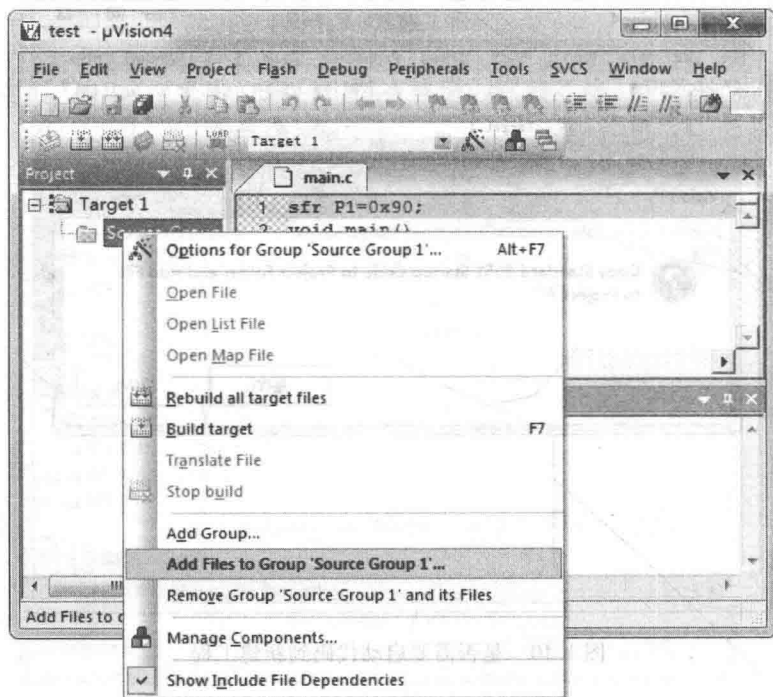 test - µVision4
File Edit View Project Flash Debug Peripherals Tools SVCS Window Help
LOAD Target 1
Project
main.c
Target 1
1 sfr P1=0x90;
2 void main()
Options for Group 'Source Group 1'... Alt+F7
Open File
Open List File
Open Map File
Rebuild all target files
Build target F7
Translate File
Stop build
Add Group...
Add Files to Group 'Source Group 1'...
Remove Group 'Source Group 1' and its Files
Add Files to
Manage Components...
Show Include File Dependencies